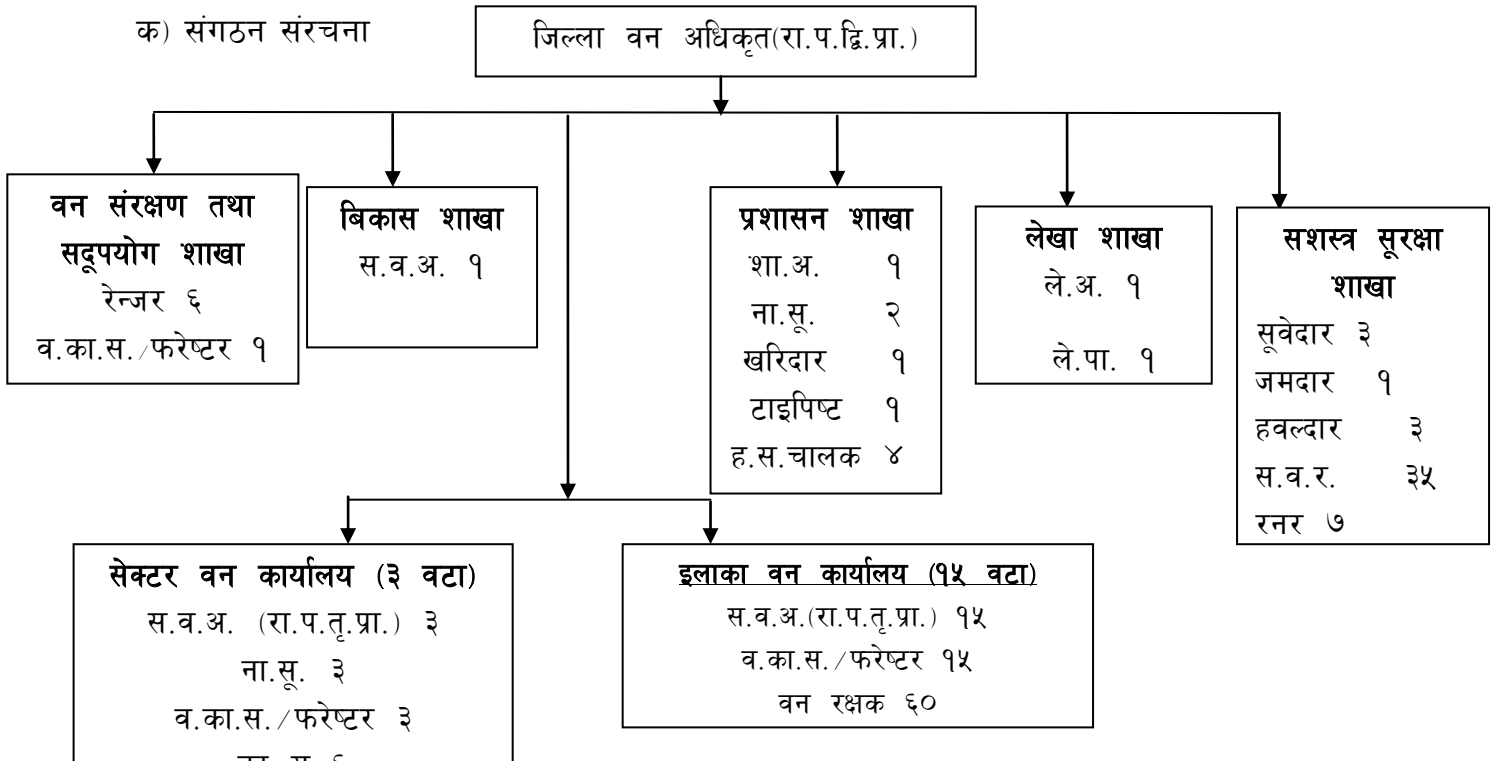 क) संगठन संरचना
जिल्ला वन अधिकृत(रा.प.द्वि.प्रा.)
वन संरक्षण तथा
सदूपयोग शाखा
रेन्जर ६
व.का.स./फरेष्टर १
बिकास शाखा
स.व.अ. १
प्रशासन शाखा
शा.अ. १
ना.सू. २
खरिदार १
टाइपिष्ट १
ह.स.चालक ४
लेखा शाखा
ले.अ. १
ले.पा. १
सशस्त्र सूरक्षा
शाखा
सूवेदार ३
जमदार १
हवल्दार ३
स.व.र. ३५
रनर ७
सेक्टर वन कार्यालय (३ वटा)
स.व.अ. (रा.प.तृ.प्रा.) ३
ना.सू. ३
व.का.स./फरेष्टर ३
इलाका वन कार्यालय (१५ वटा)
स.व.अ.(रा.प.तृ.प्रा.) १५
व.का.स./फरेष्टर १५
वन रक्षक ६०